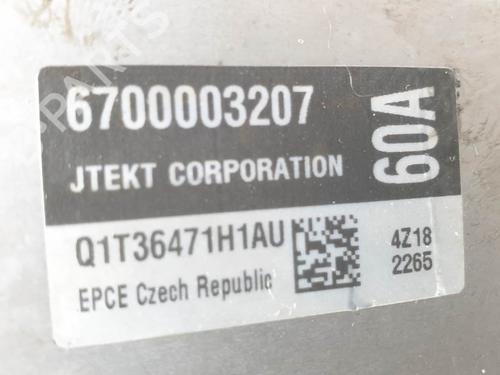 6700003207
JTEKT CORPORATION
60A
Q1T36471H1AU
EPCE Czech Republic
4Z18
2265